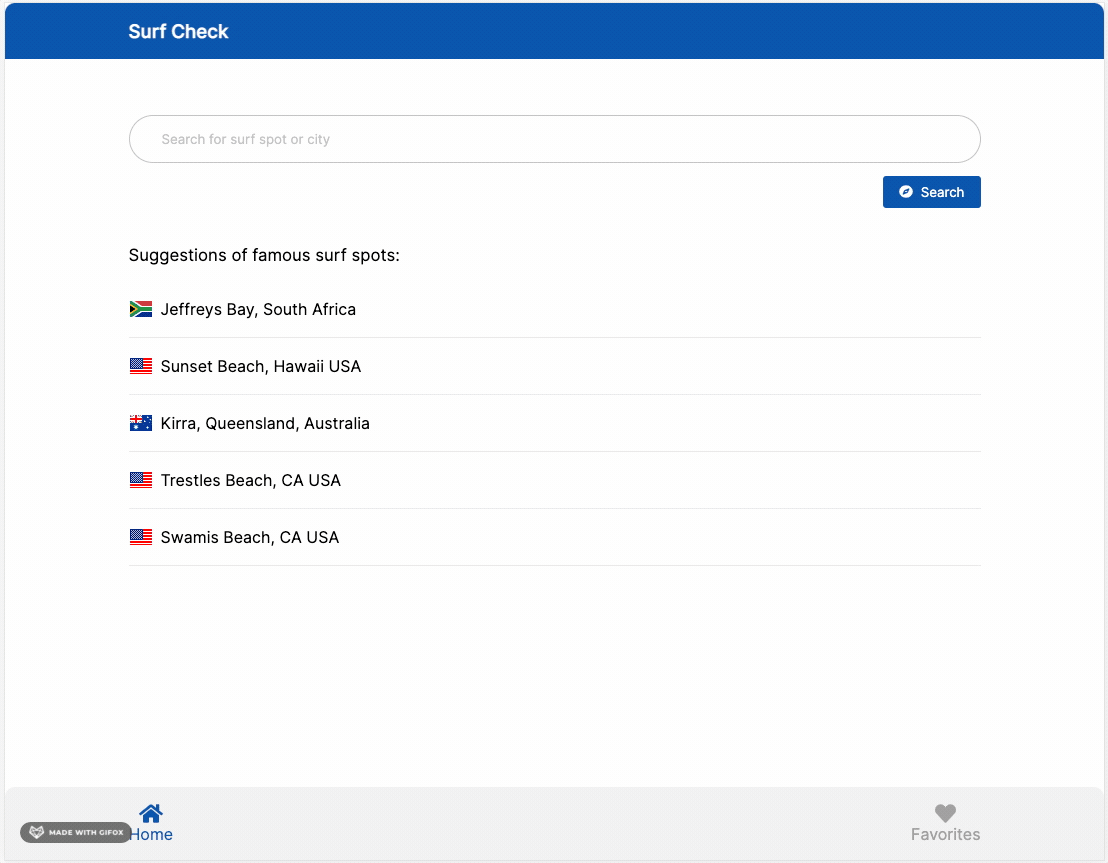 Surf Check
Search for surf spot or city
Search
Suggestions of famous surf spots:
Jeffreys Bay, South Africa
Sunset Beach, Hawaii USA
Kirra, Queensland, Australia
Trestles Beach, CA USA
Swamis Beach, CA USA
MADE WITH GIFOX
Home
Favorites